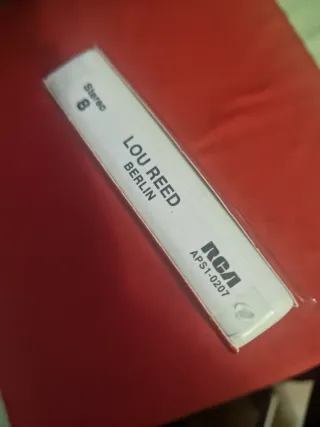 Stereo
8
LOU REED
BERLIN
RCA
APS1-0207